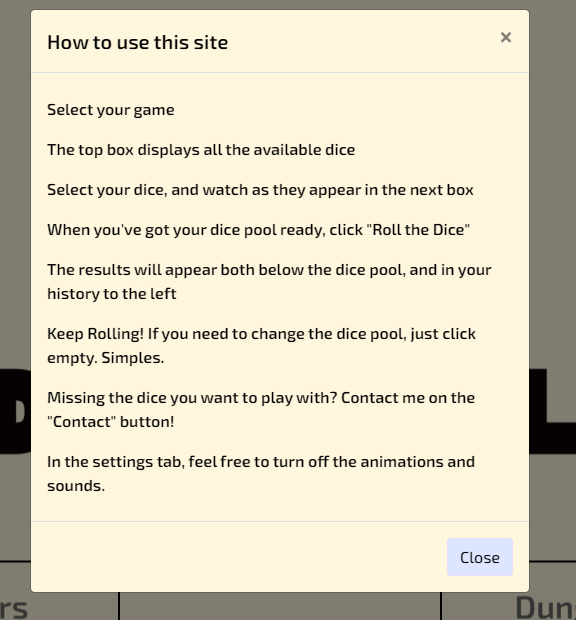 How to use this site
×
Select your game
The top box displays all the available dice
Select your dice, and watch as they appear in the next box
When you've got your dice pool ready, click "Roll the Dice"
The results will appear both below the dice pool, and in your
history to the left
Keep Rolling! If you need to change the dice pool, just click
empty. Simples.
Missing the dice you want to play with? Contact me on the
"Contact" button!
In the settings tab, feel free to turn off the animations and
sounds.
Close